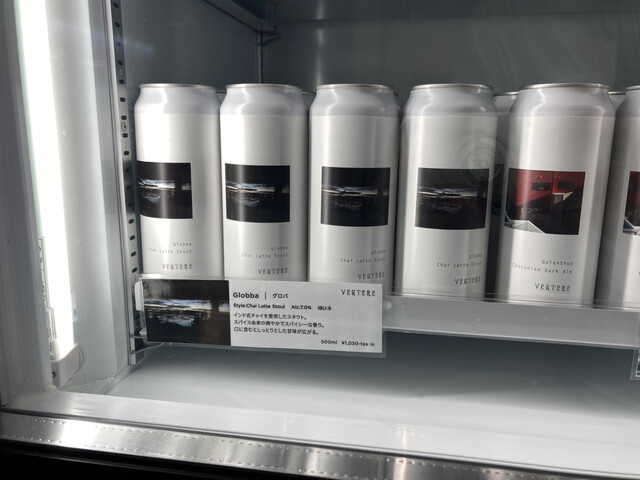 Globba
Chai Latte Stout
VERTERE
Globba
Chai Latte Stout
VERTERE
Globba
Chai Latte Stout
VERTERE
Globba
Chai Latte Stout
VERTERE
Galanthus
Cascadian Dark Ale
VERTERE
Globba | グロバ
VERTERE
Style:Chai Latte Stout Alc:7.0% IBU:9
インド式チャイを使用したスタウト。
スパイス由来の爽やかでスパイシーな香り。
口に含むとしっとりとした甘味が広がる。
500ml ¥1,030-tax in